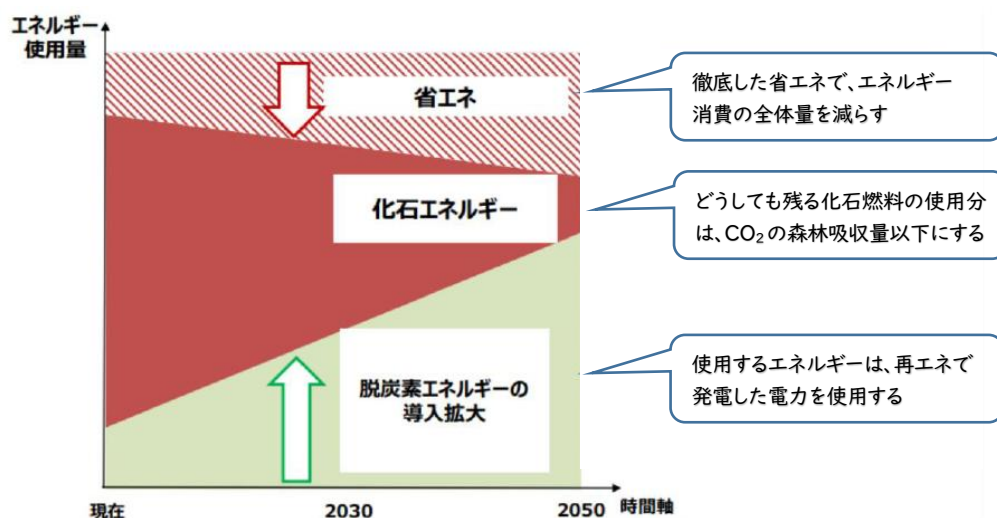 エネルギー
使用量
省エネ
徹底した省エネで、エネルギー
消費の全体量を減らす
化石エネルギー
どうしても残る化石燃料の使用分
は、CO₂の森林吸収量以下にする
脱炭素エネルギーの
導入拡大
使用するエネルギーは、再エネで
発電した電力を使用する
現在
2030
2050
時間軸